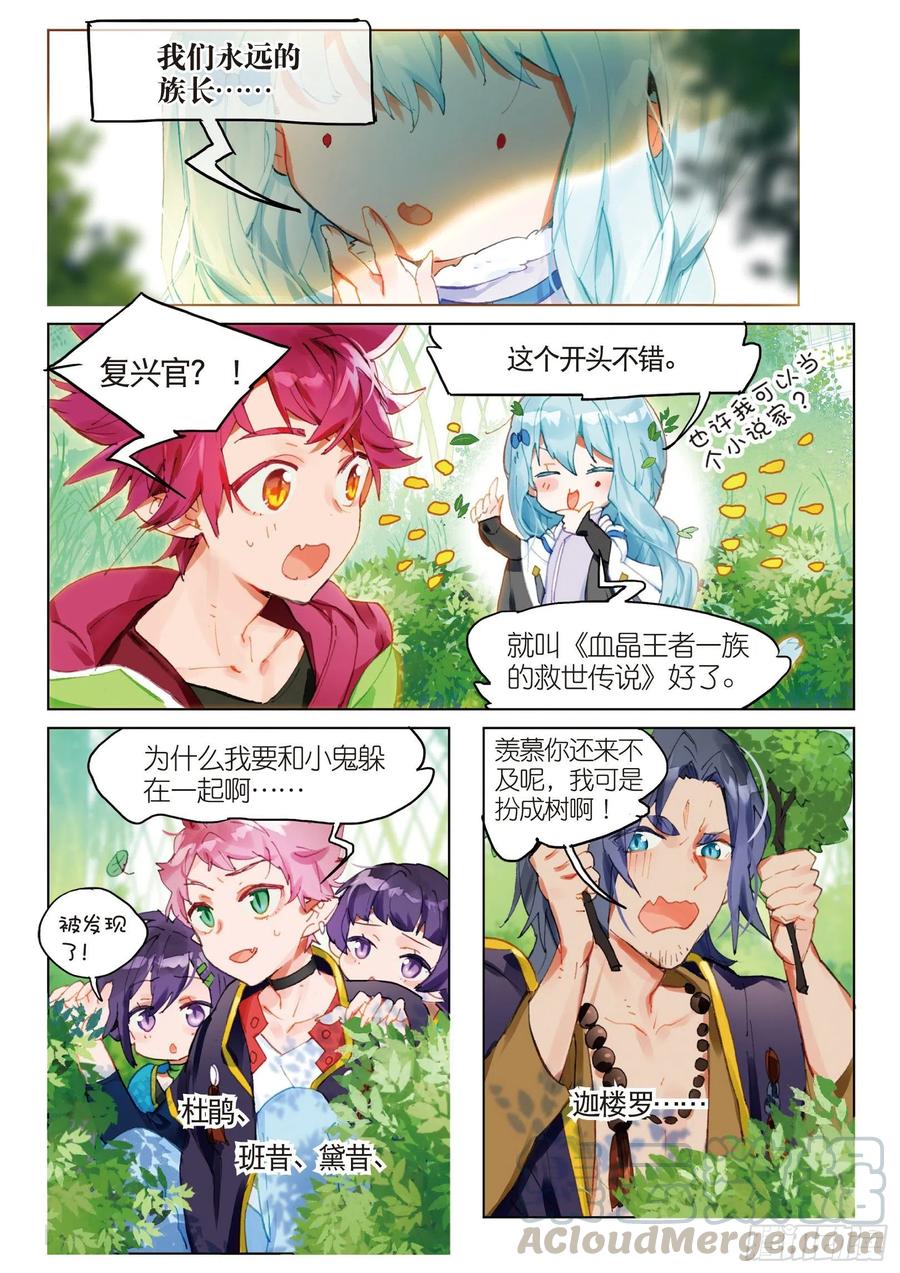 我们永远的
族长……
复兴官？！
这个开头不错。
也许我可以当
个小说家？
就叫《血晶王者一族
的救世传说》好了。
为什么我要和小鬼躲
在一起啊……
被发现
了!
羡慕你还来不
及呢，我可是
扮成树啊！
杜鹃、
班昔、黛昔、
迦楼罗……
ACloudMerge.com